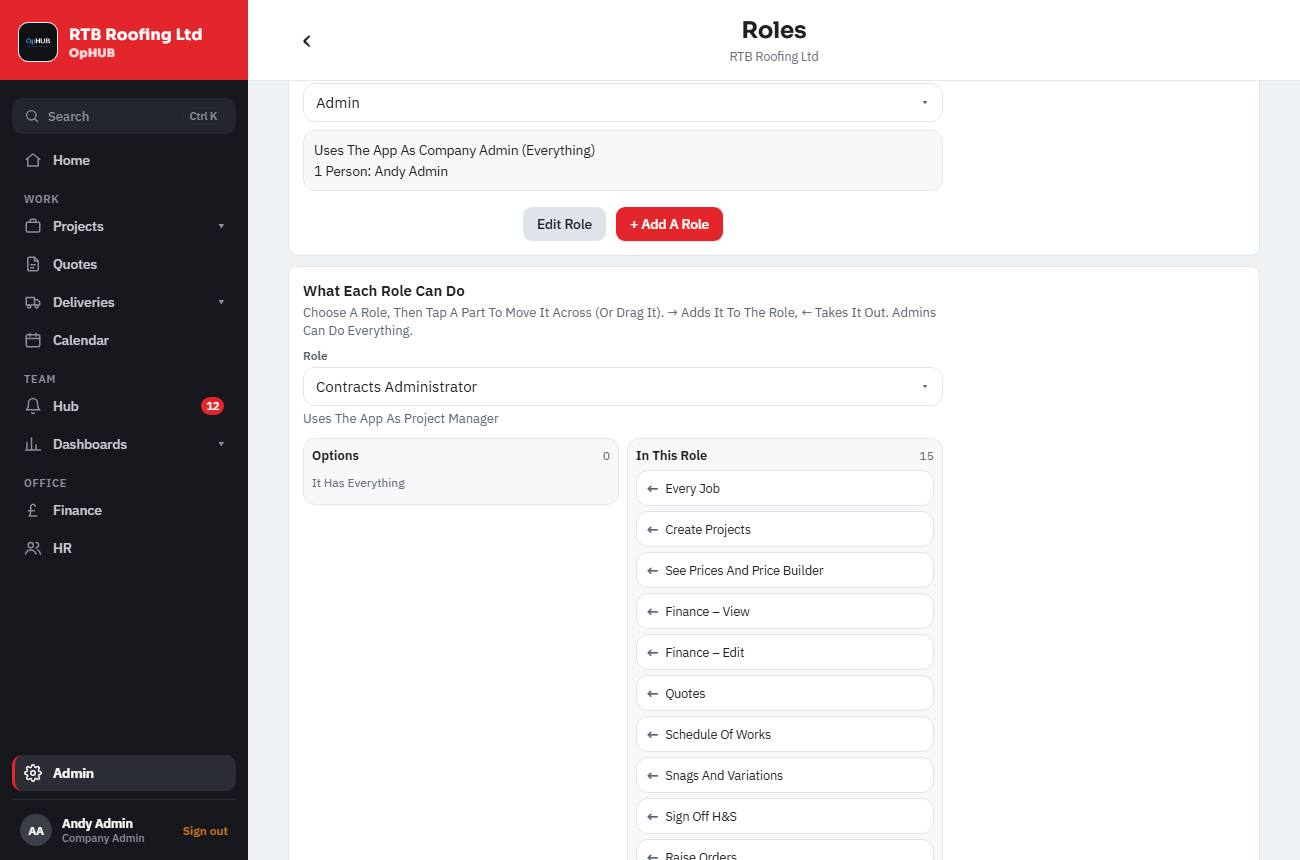 OpHUB
RTB Roofing Ltd
OpHUB
Search
Ctrl K
Home
WORK
Projects
Quotes
Deliveries
Calendar
TEAM
Hub
12
Dashboards
OFFICE
£ Finance
HR
Admin
AA
Andy Admin
Company Admin
Sign out
Roles
RTB Roofing Ltd
Admin
Uses The App As Company Admin (Everything)
1 Person: Andy Admin
Edit Role
+ Add A Role
What Each Role Can Do
Choose A Role, Then Tap A Part To Move It Across (Or Drag It). → Adds It To The Role, ← Takes It Out. Admins
Can Do Everything.
Role
Contracts Administrator
Uses The App As Project Manager
Options 0
It Has Everything
In This Role 15
← Every Job
← Create Projects
← See Prices And Price Builder
← Finance – View
← Finance – Edit
← Quotes
← Schedule Of Works
← Snags And Variations
← Sign Off H&S
← Raise Orders